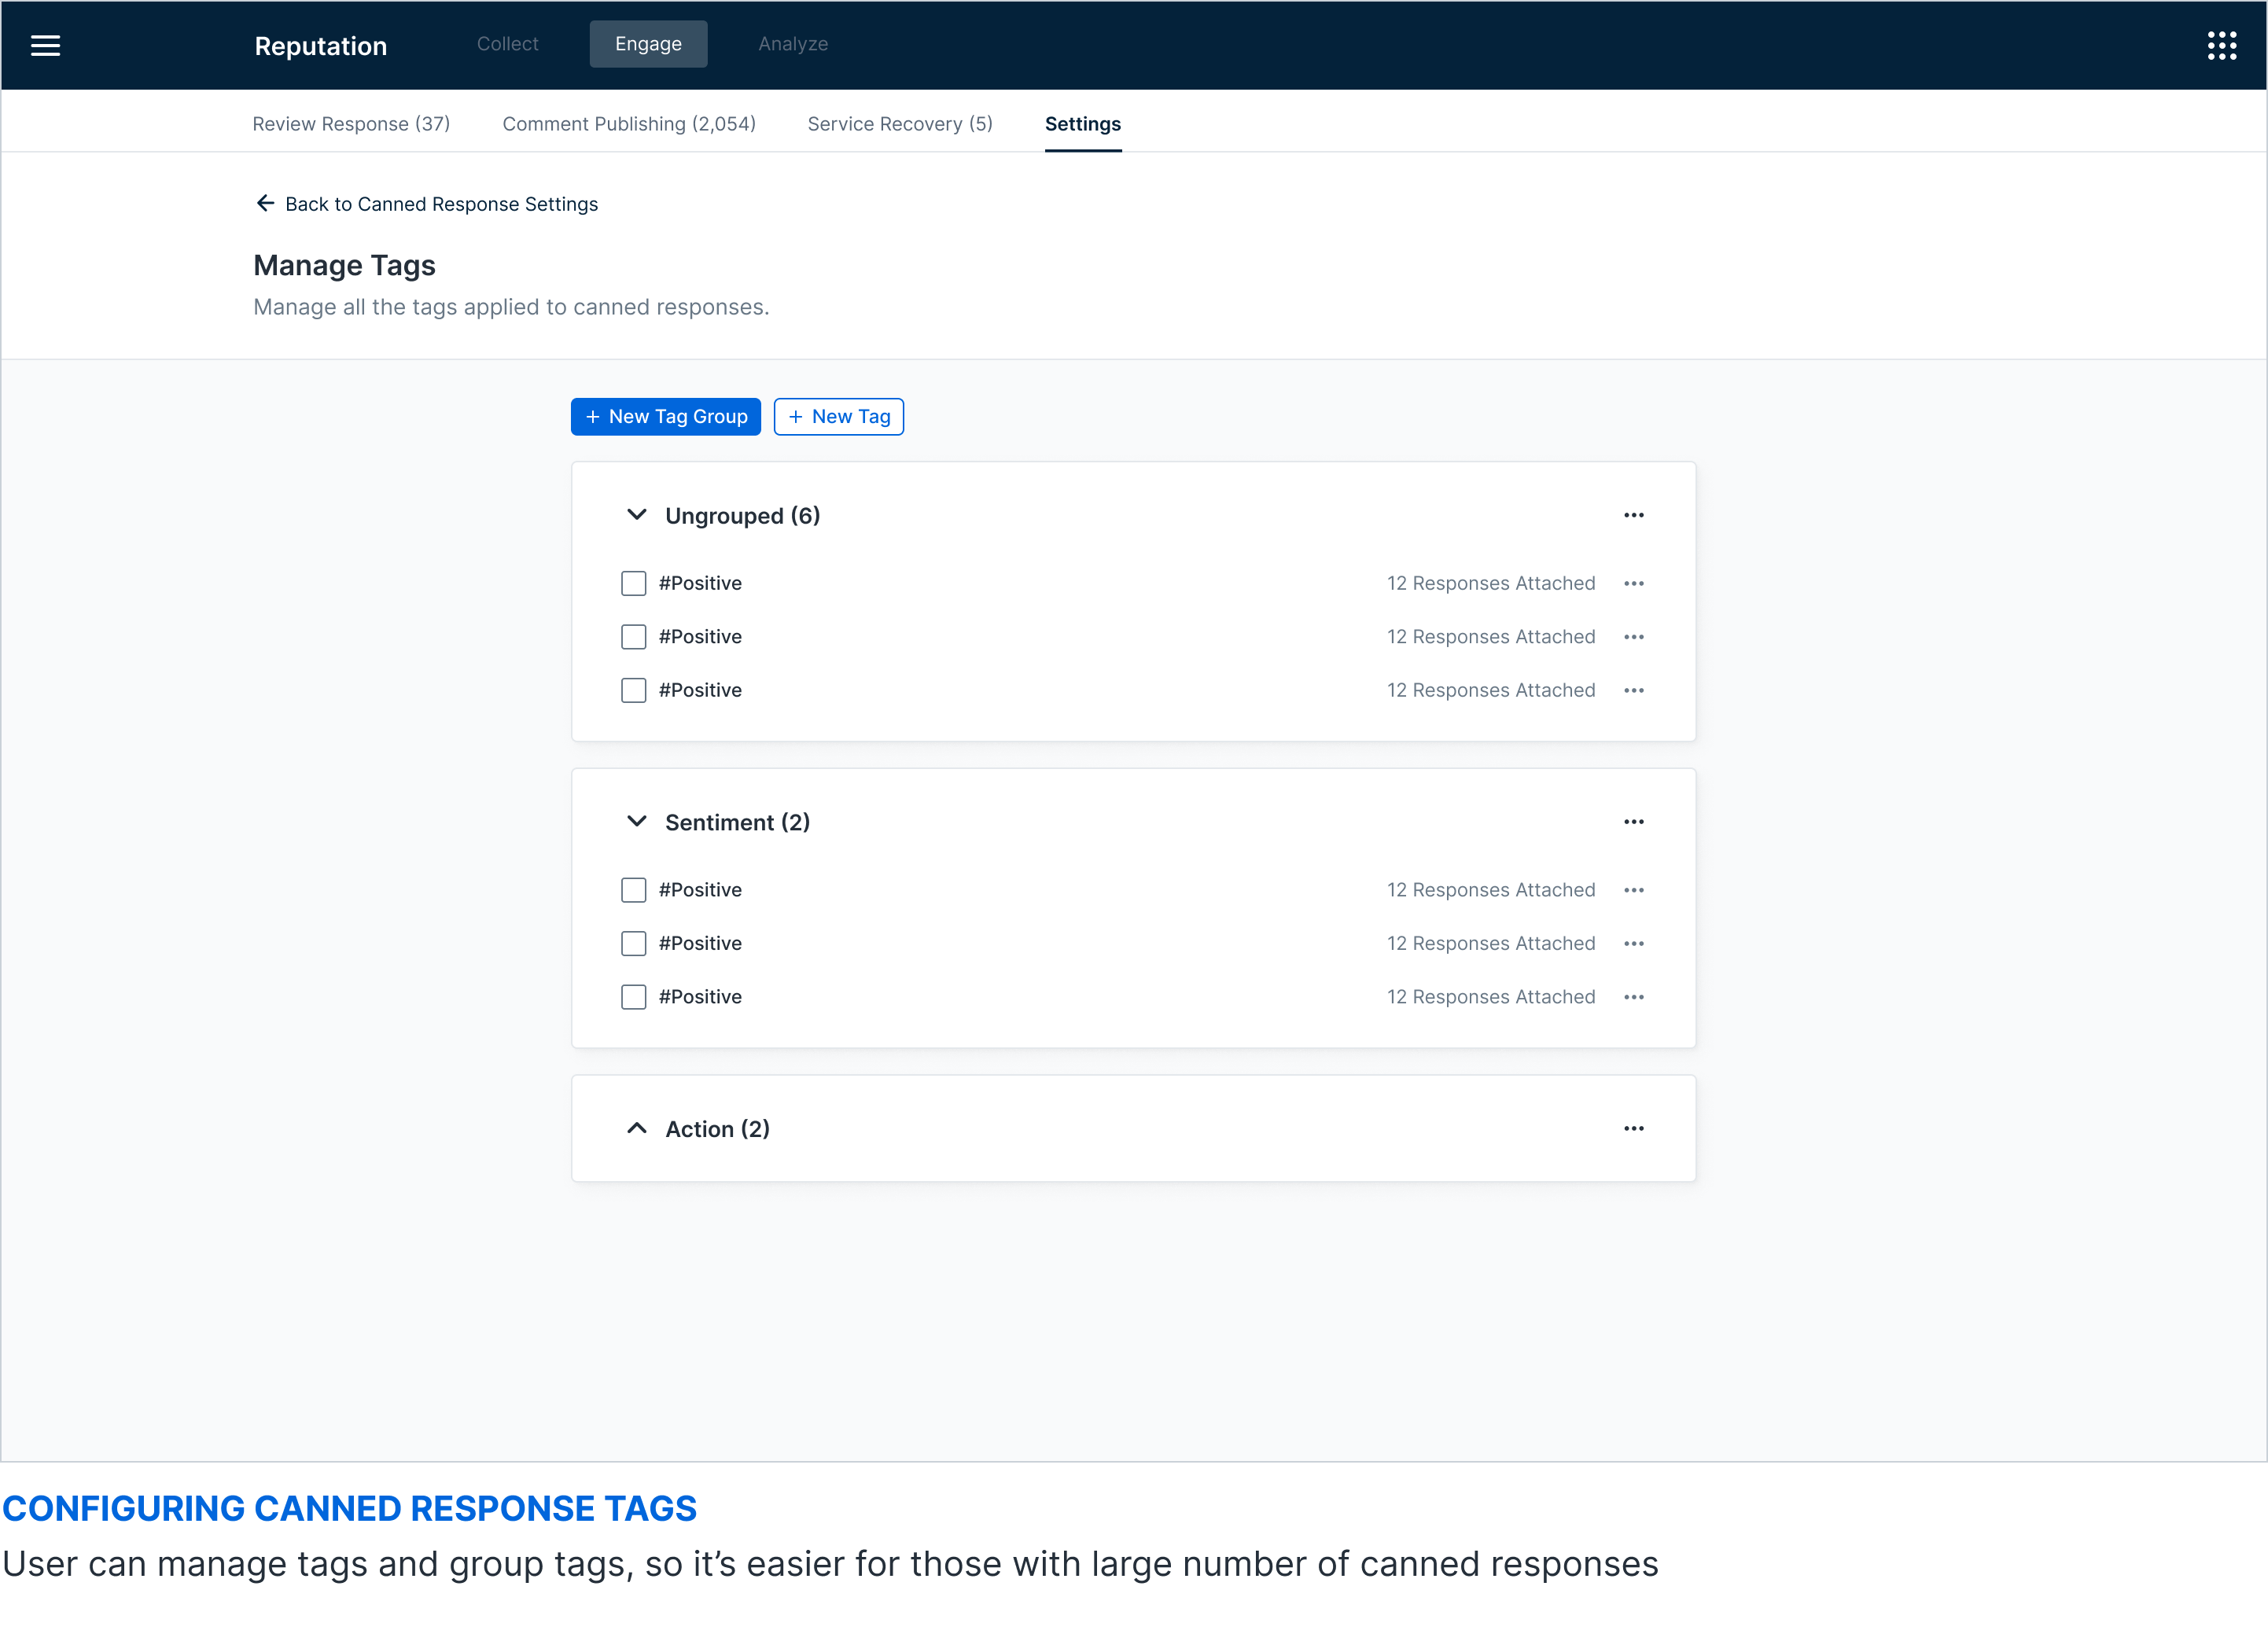 Reputation Collect Engage Analyze
Review Response (37) Comment Publishing (2,054) Service Recovery (5) Settings
Back to Canned Response Settings
Manage Tags
Manage all the tags applied to canned responses.
+ New Tag Group + New Tag
Ungrouped (6)
#Positive 12 Responses Attached
#Positive 12 Responses Attached
#Positive 12 Responses Attached
Sentiment (2)
#Positive 12 Responses Attached
#Positive 12 Responses Attached
#Positive 12 Responses Attached
Action (2)
CONFIGURING CANNED RESPONSE TAGS
User can manage tags and group tags, so it’s easier for those with large number of canned responses